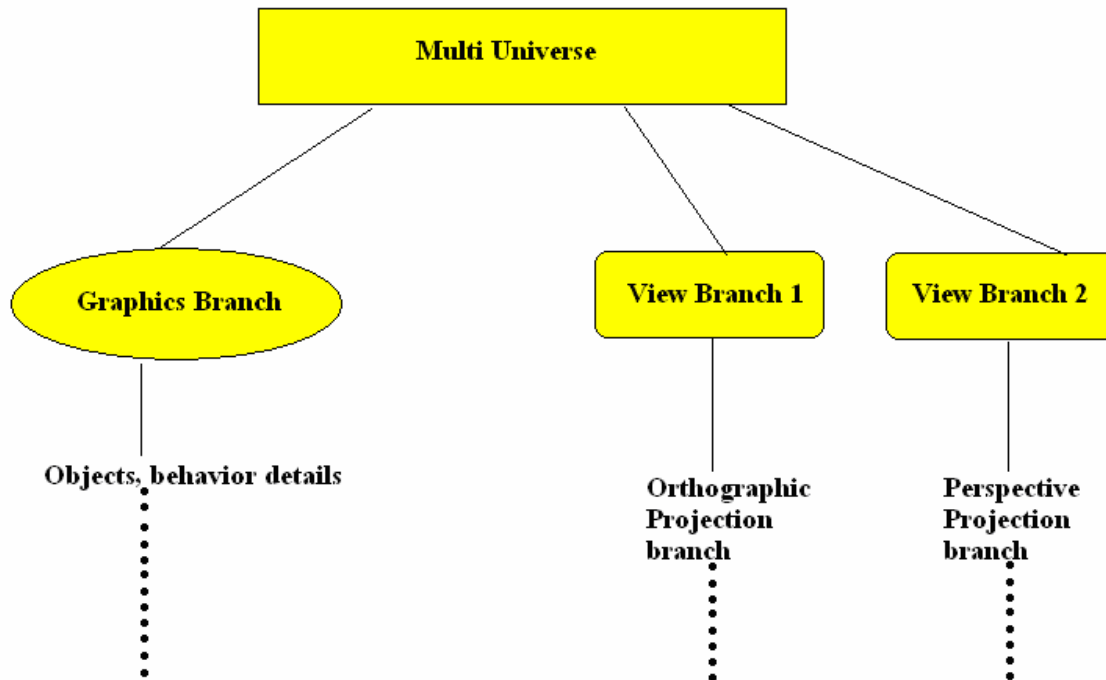 Multi Universe
Graphics Branch
View Branch 1
View Branch 2
Objects, behavior details
Orthographic
Projection
branch
Perspective
Projection
branch